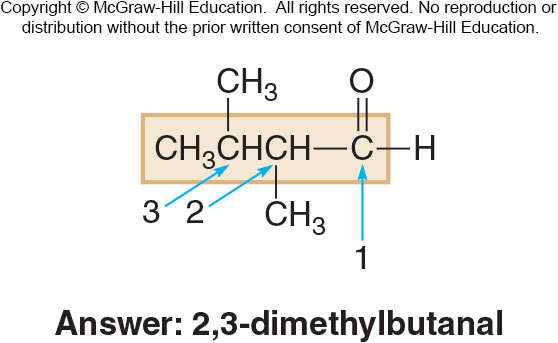 Copyright © McGraw-Hill Education. All rights reserved. No reproduction or
distribution without the prior written consent of McGraw-Hill Education.
CH3 O
CH3CHCH—C—H
3 2 CH3
1
Answer: 2,3-dimethylbutanal